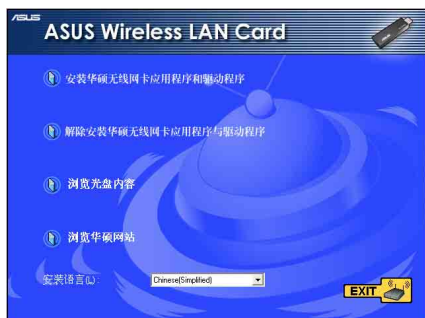 ASUS
ASUS Wireless LAN Card
安装华硕无线网卡应用程序和驱动程序
解除安装华硕无线网卡应用程序与驱动程序
浏览光盘内容
浏览华硕网站
安装语言(L): Chinese(Simplified)
EXIT